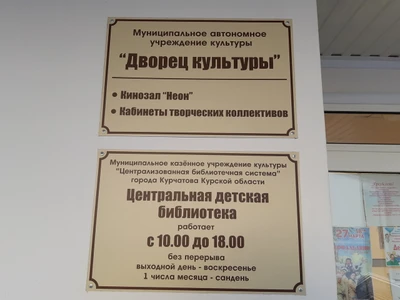 Муниципальное автономное
учреждение культуры
"Дворец культуры"
• Кинозал "Неон"
• Кабинеты творческих коллективов
Муниципальное казённое учреждение культуры
"Централизованная библиотечная система"
города Курчатова Курской области
Центральная детская
библиотека
работает
с 10.00 до 18.00
без перерыва
выходной день - воскресенье
1 числа месяца - сандень